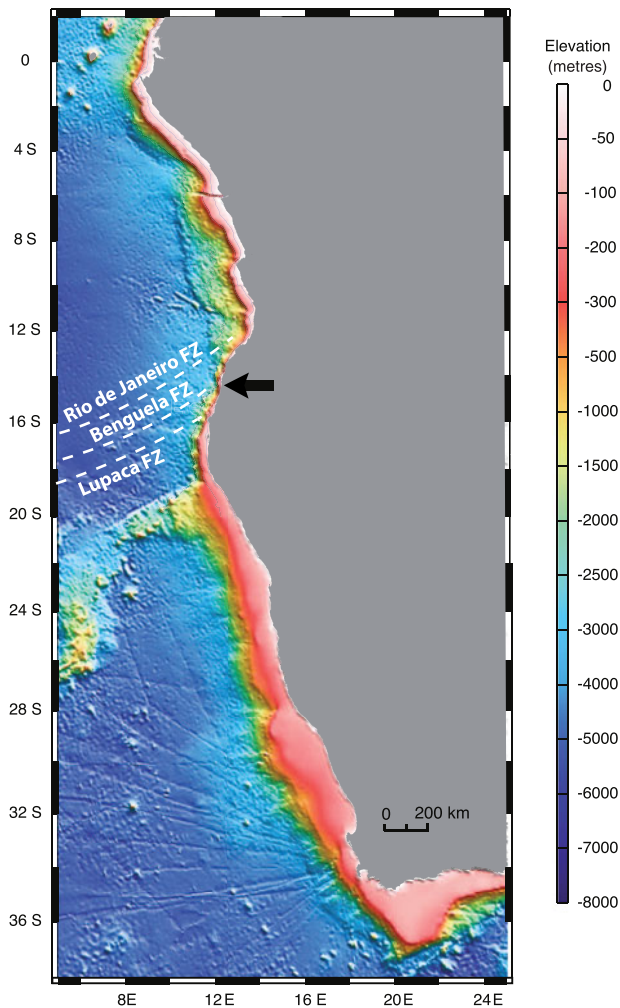 Elevation
(metres)
0
-50
-100
-200
-300
-500
-1000
-1500
-2000
-2500
-3000
-4000
-5000
-6000
-7000
-8000
0
4 S
8 S
12 S
16 S
20 S
24 S
28 S
32 S
36 S
Rio de Janeiro FZ
Benguela FZ
Lupaca FZ
0 200 km
8E 12 E 16 E 20 E 24 E